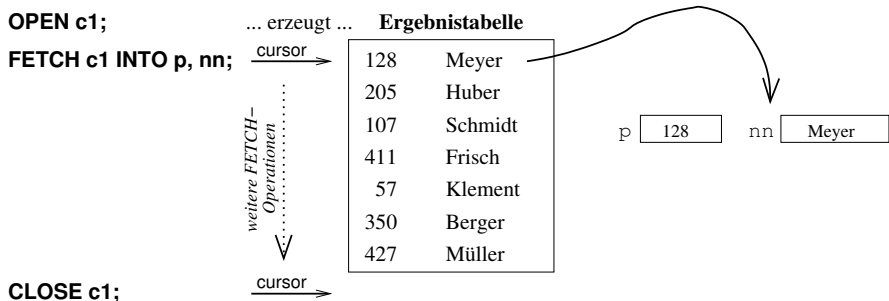 OPEN c1; ... erzeugt ... Ergebnistabelle
FETCH c1 INTO p, nn; cursor
128 Meyer
205 Huber
107 Schmidt
411 Frisch
57 Klement
350 Berger
427 Müller
weitere FETCH–
Operationen
p 128 nn Meyer
CLOSE c1; cursor